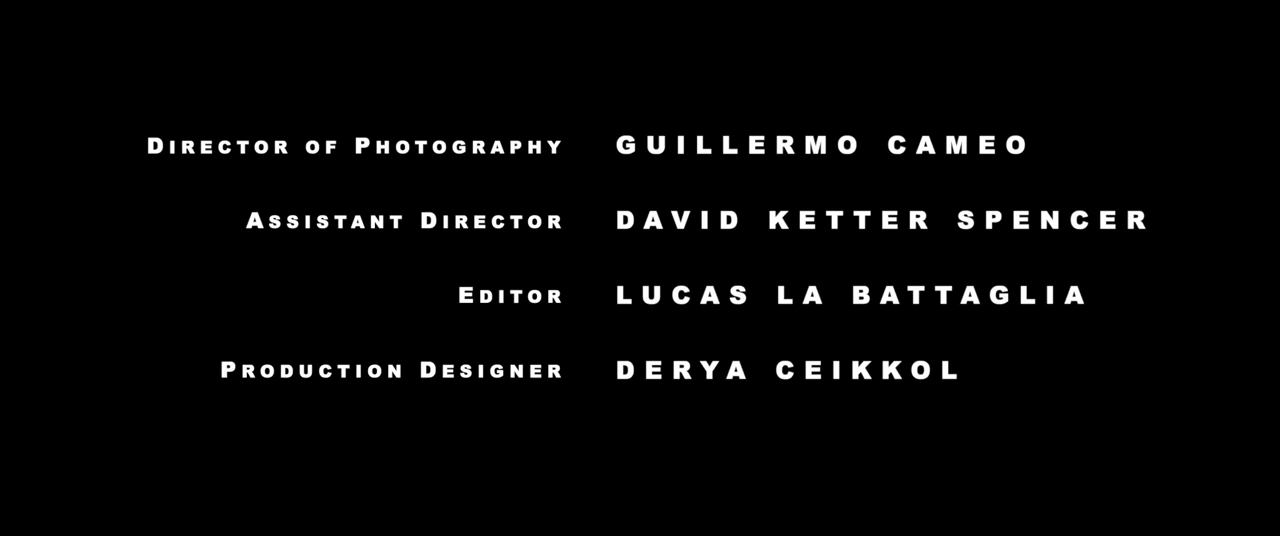 Director of Photography GUILLERMO CAMEO
Assistant Director DAVID KETTER SPENCER
Editor LUCAS LA BATTAGLIA
Production Designer DERYA CEIKKOL